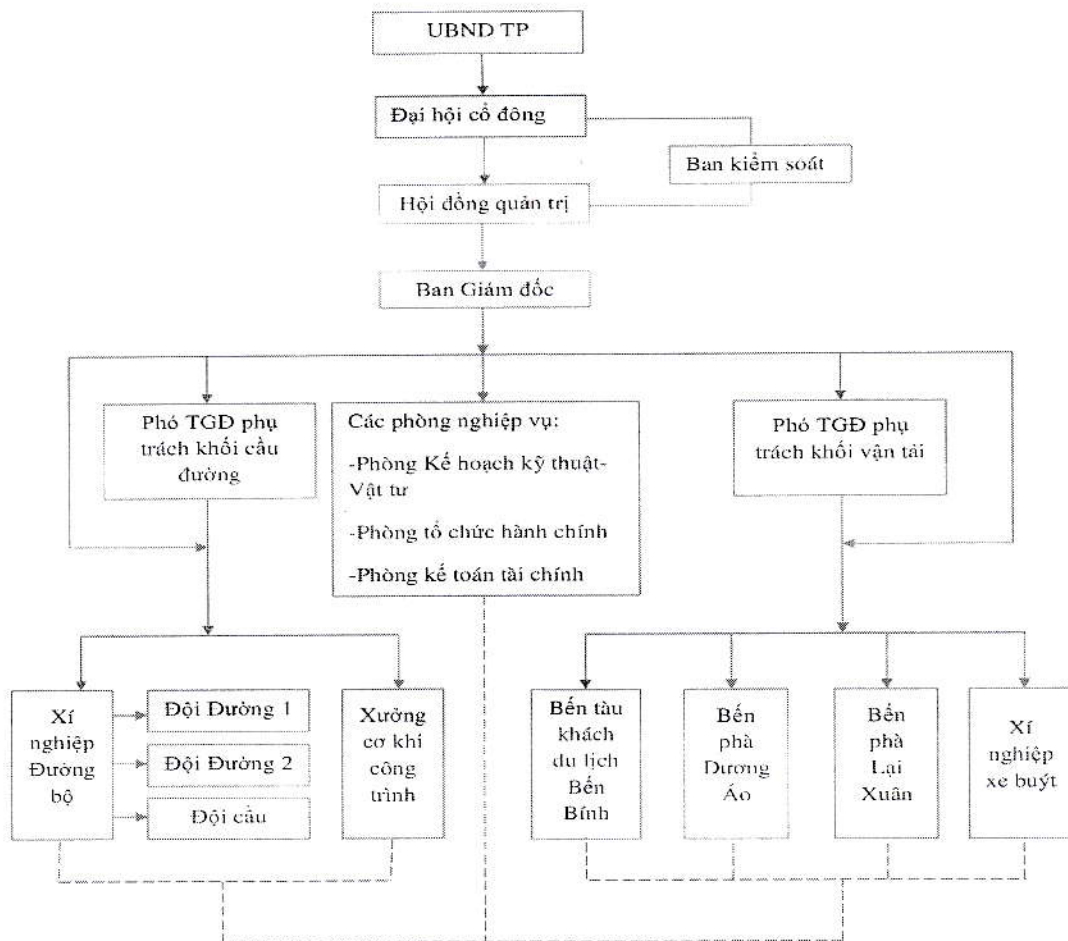 UBND TP
Đại hội cổ đông
Ban kiểm soát
Hội đồng quản trị
Ban Giám đốc
Phó TGĐ phụ
trách khối cầu
đường
Các phòng nghiệp vụ:
-Phòng Kế hoạch kỹ thuật-
Vật tư
-Phòng tổ chức hành chính
-Phòng kế toán tài chính
Phó TGĐ phụ
trách khối vận tải
Xí
nghiệp
Đường
bộ
Đội Đường 1
Đội Đường 2
Đội cầu
Xưởng
cơ khí
công
trình
Bến tàu
khách
du lịch
Bến
Bính
Bến
phà
Dương
Áo
Bến
phà
Lại
Xuân
Xí
nghiệp
xe buýt